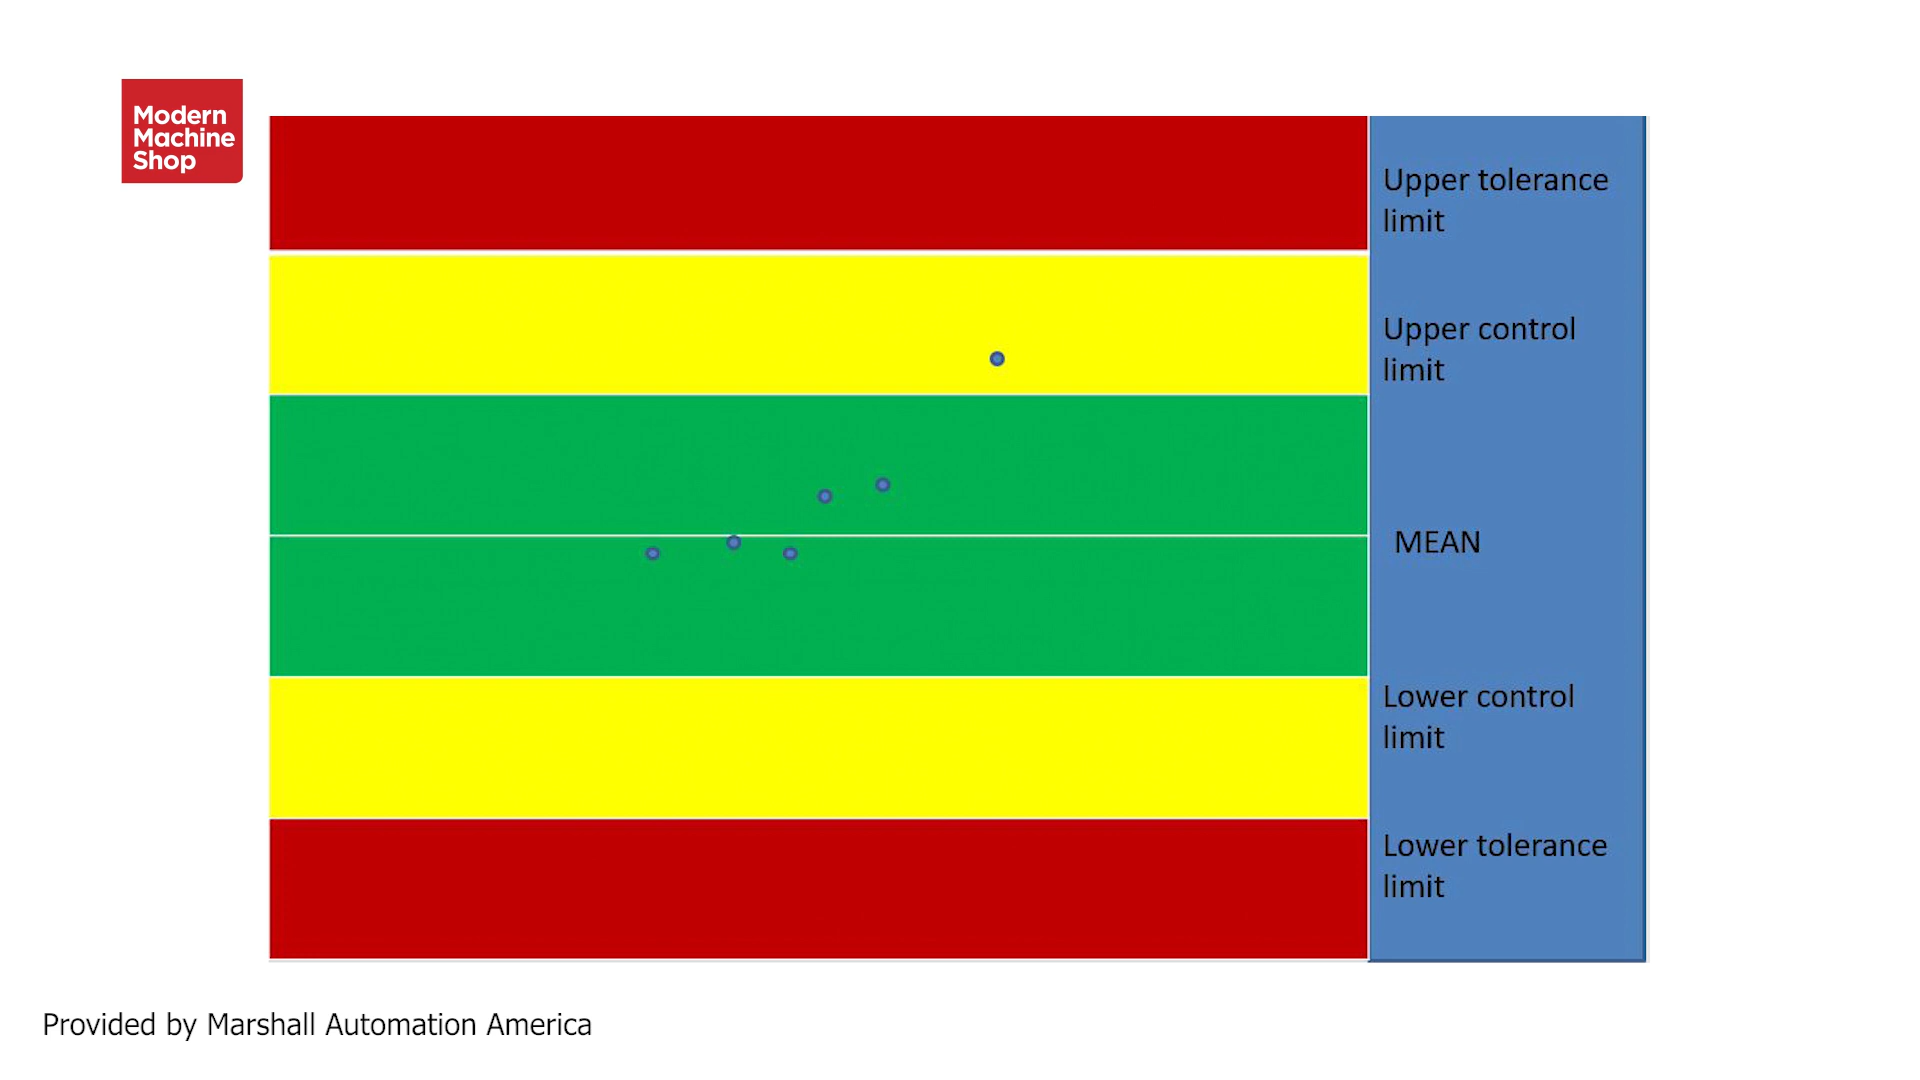 Modern
Machine
Shop
Upper tolerance
limit
Upper control
limit
MEAN
Lower control
limit
Lower tolerance
limit
Provided by Marshall Automation America